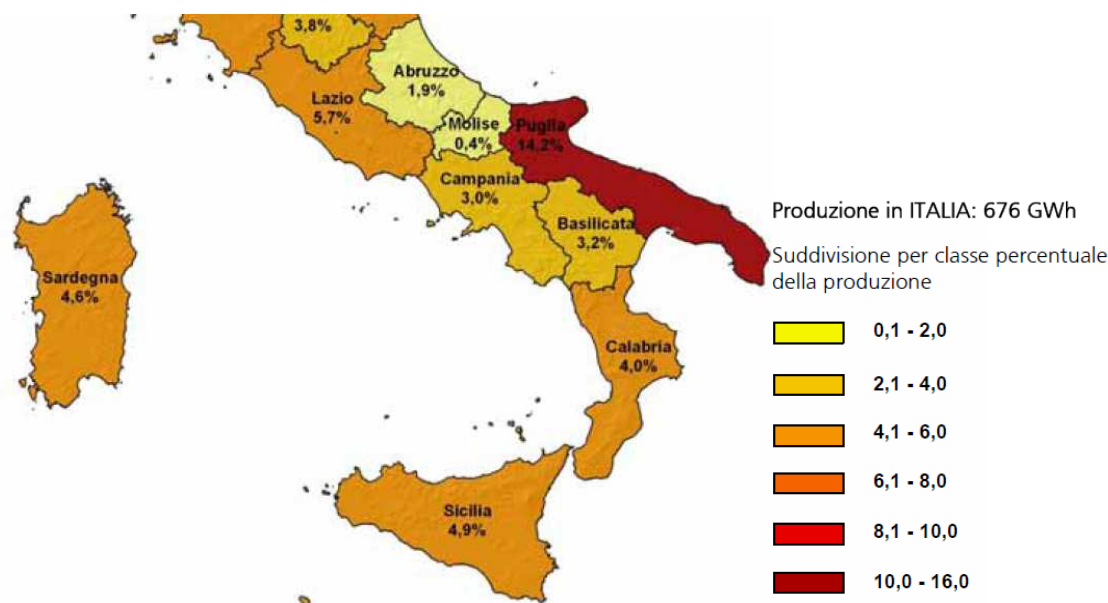 3,8%
Abruzzo
1,9%
Lazio
5,7%
Molise
0,4%
Puglia
14,2%
Campania
3,0%
Basilicata
3,2%
Sardegna
4,6%
Calabria
4,0%
Sicilia
4,9%
Produzione in ITALIA: 676 GWh
Suddivisione per classe percentuale
della produzione
0,1 - 2,0
2,1 - 4,0
4,1 - 6,0
6,1 - 8,0
8,1 - 10,0
10,0 - 16,0